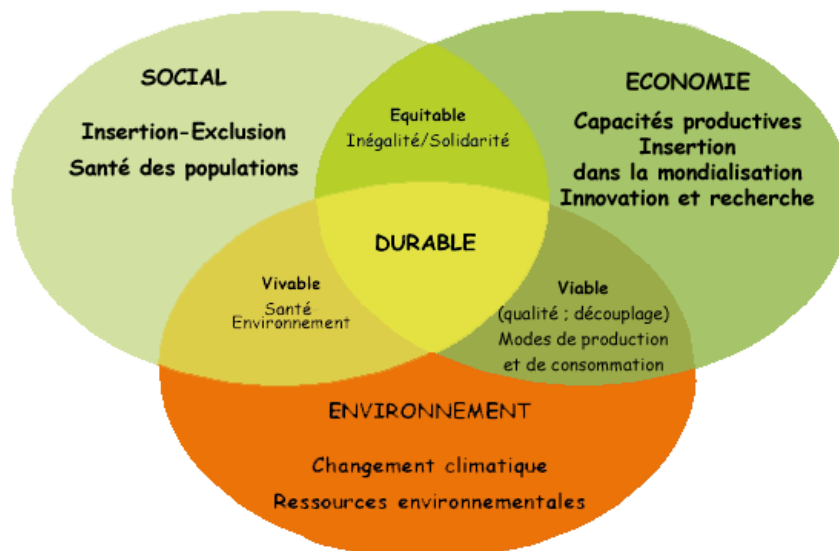 SOCIAL
Insertion-Exclusion
Santé des populations
Equitable
Inégalité/Solidarité
ECONOMIE
Capacités productives
Insertion
dans la mondialisation
Innovation et recherche
DURABLE
Vivable
Santé
Environnement
Viable
(qualité ; découplage)
Modes de production
et de consommation
ENVIRONNEMENT
Changement climatique
Ressources environnementales